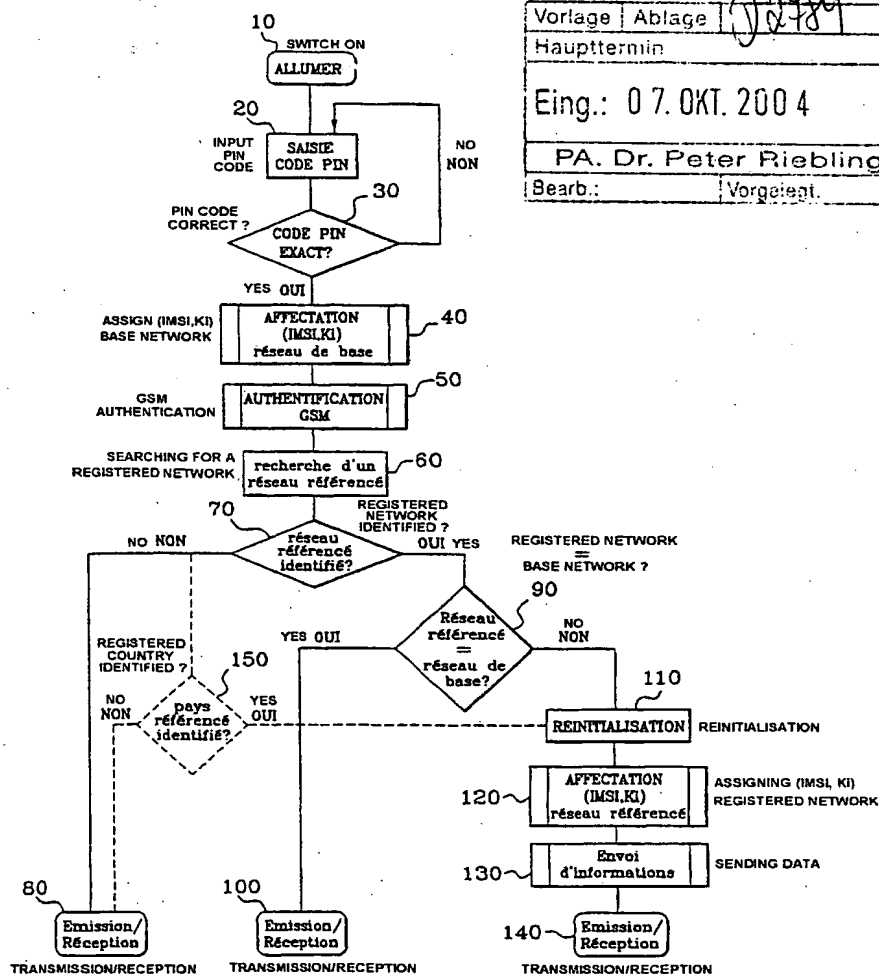 Vorlage Ablage
Haupttermin
Eing.: 07. OKT. 2004
PA. Dr. Peter Riebling
Bearb.: Vorgelegt.
10
SWITCH ON
ALLUMER
20
INPUT
PIN
CODE
SAISIE
CODE PIN
NO
NON
30
PIN CODE
CORRECT ?
CODE PIN
EXACT?
YES OUI
ASSIGN (IMSI,KI)
BASE NETWORK
AFFECTATION
(IMSI,Ki)
réseau de base
40
GSM
AUTHENTICATION
AUTHENTIFICATION
GSM
50
SEARCHING FOR A
REGISTERED NETWORK
recherche d'un
réseau référencé
60
70
REGISTERED
NETWORK
IDENTIFIED ?
NO NON
réseau
référencé
identifié?
OUI YES
REGISTERED NETWORK
=
BASE NETWORK ?
90
YES OUI
Réseau
référencé
=
réseau de
base?
NO
NON
REGISTERED
COUNTRY
IDENTIFIED ?
150
NO
NON
pays
référencé
identifié?
YES
OUI
110
REINITIALISATION
REINITIALISATION
120
AFFECTATION
(IMSI,Ki)
réseau référencé
ASSIGNING (IMSI, Ki)
REGISTERED NETWORK
130
Envoi
d'informations
SENDING DATA
80
Emission/
Réception
TRANSMISSION/RECEPTION
100
Emission/
Réception
TRANSMISSION/RECEPTION
140
Emission/
Réception
TRANSMISSION/RECEPTION